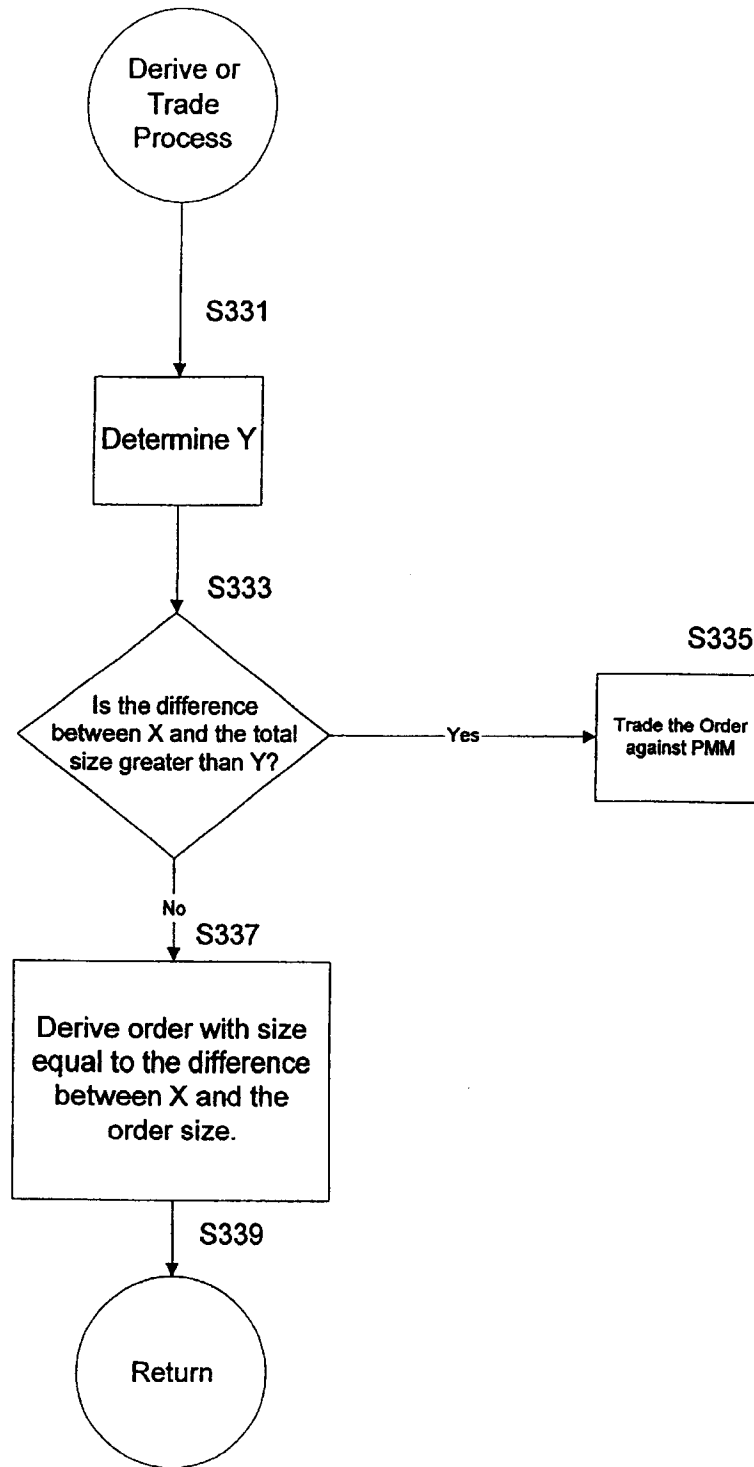 Derive or
Trade
Process
S331
Determine Y
S333
Is the difference
between X and the total
size greater than Y?
Yes
S335
Trade the Order
against PMM
No
S337
Derive order with size
equal to the difference
between X and the
order size.
S339
Return